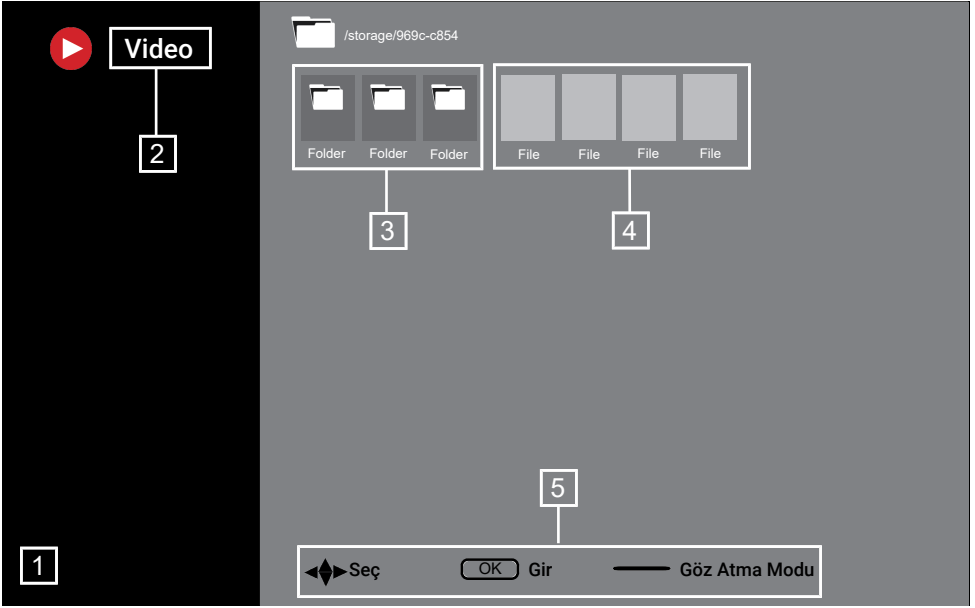 Video
/storage/969c-c854
2
Folder Folder Folder
File File File File
3
4
5
1
Seç OK Gir Göz Atma Modu